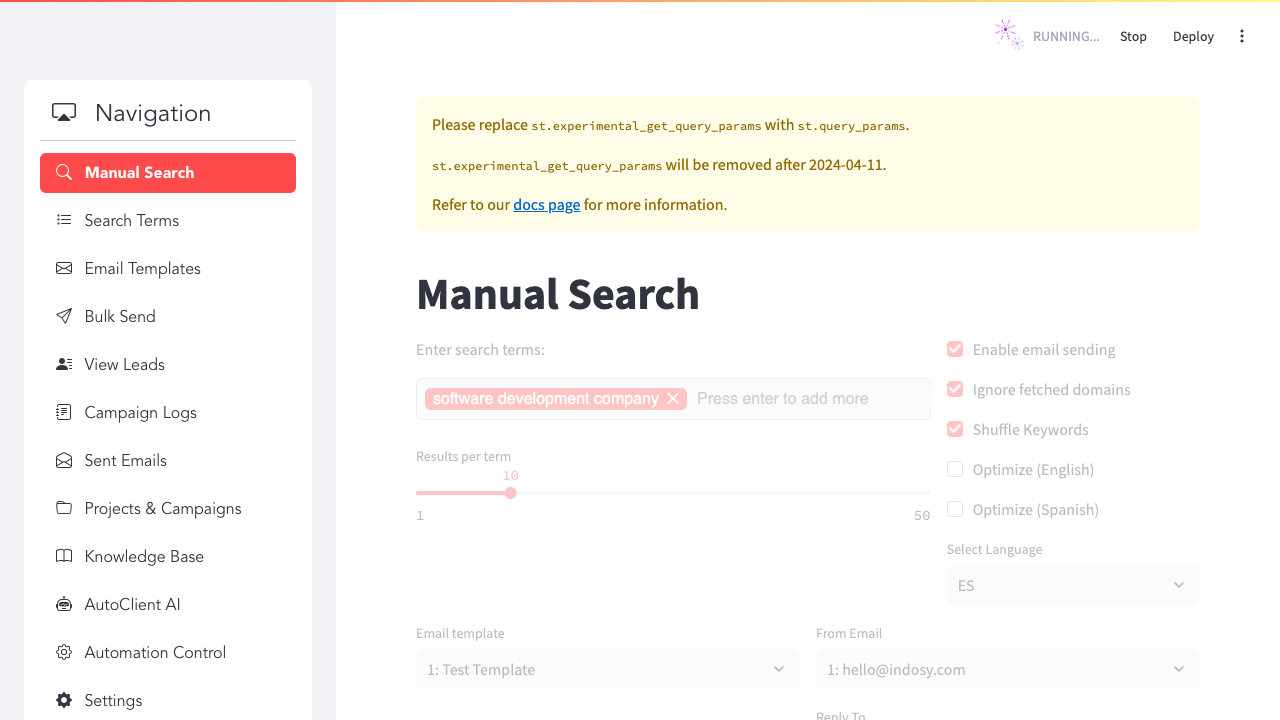 RUNNING...
Stop
Deploy
Navigation
Manual Search
Search Terms
Email Templates
Bulk Send
View Leads
Campaign Logs
Sent Emails
Projects & Campaigns
Knowledge Base
AutoClient AI
Automation Control
Settings
Please replace st.experimental_get_query_params with st.query_params.
st.experimental_get_query_params will be removed after 2024-04-11.
Refer to our docs page for more information.
Manual Search
Enter search terms:
software development company
Press enter to add more
Results per term
10
1
50
Enable email sending
Ignore fetched domains
Shuffle Keywords
Optimize (English)
Optimize (Spanish)
Select Language
ES
Email template
1: Test Template
From Email
1: hello@indosy.com
Reply To